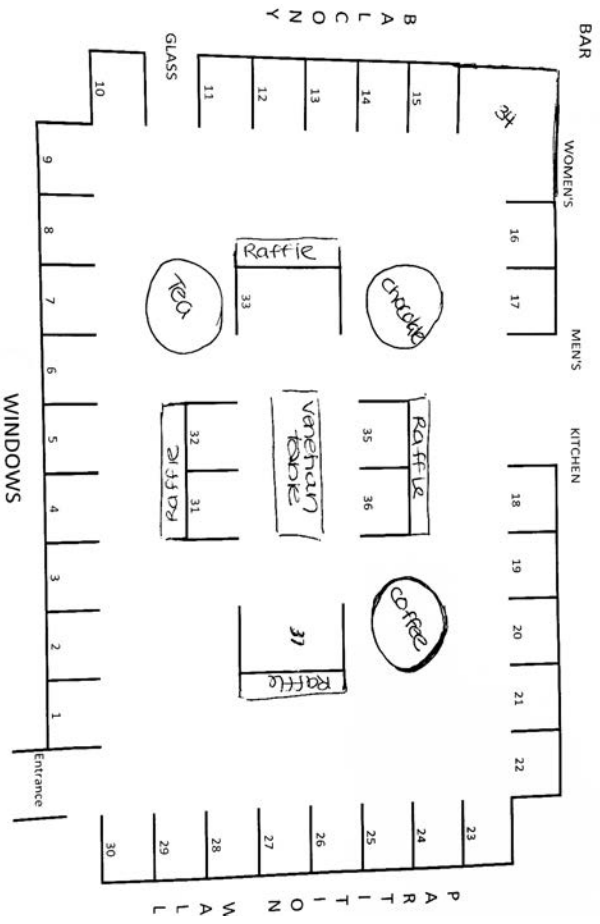 BALCONY
BAR
GLASS
10
11
12
13
14
15
34
WOMEN'S
9
8
7
6
5
4
3
2
1
WINDOWS
Entrance
16
17
MEN'S
KITCHEN
18
19
20
21
22
Raffle
33
Tea
chocolate
32
31
Raffle
Venetian
table
35
36
Raffle
37
Raffle
coffee
30
29
28
27
26
25
24
23
PARTITION WALL